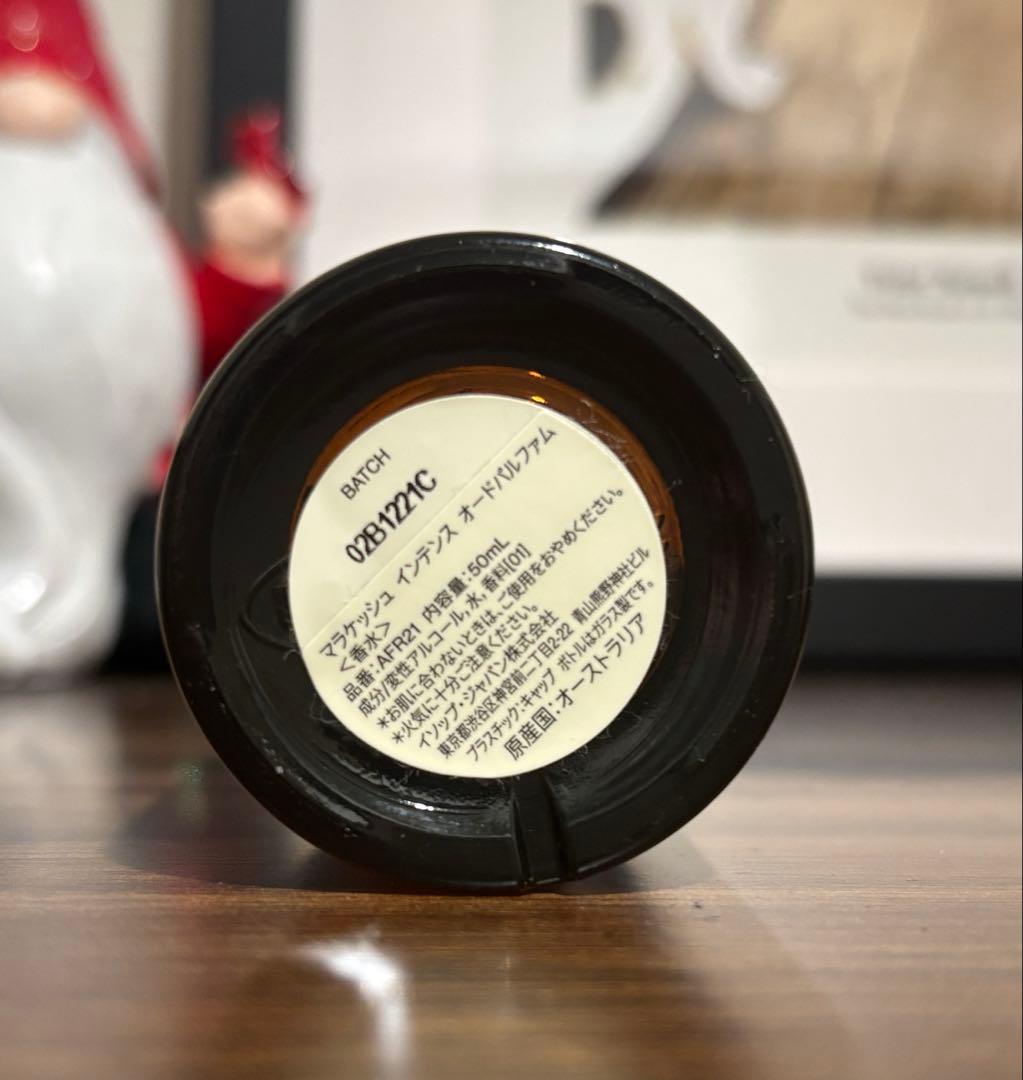 BATCH
02B1221C
マラケッシュ インテンス オードパルファム
＜香水＞
品番:AFR21 内容量:50mL
成分/変性アルコール,水,香料[01]
＊お肌に合わないときは、ご使用をおやめください。
＊火気に十分ご注意ください。
イソップ・ジャパン株式会社
東京都渋谷区神宮前二丁目2-22 青山熊野神社ビル
プラスチック:キャップ ボトルはガラス製です。
原産国:オーストラリア